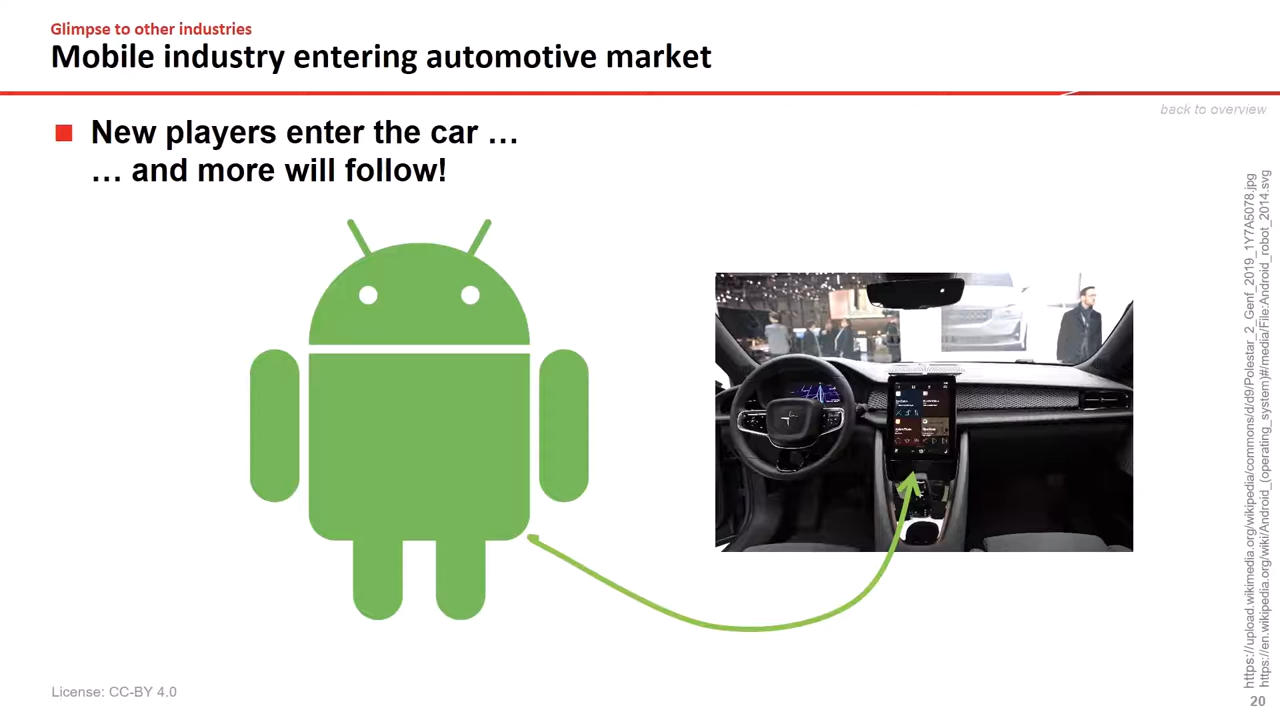 Glimpse to other industries
Mobile industry entering automotive market
back to overview
New players enter the car …
… and more will follow!
https://upload.wikimedia.org/wikipedia/commons/d/d9/Polestar_2_Genf_2019_1Y7A5078.jpg
https://en.wikipedia.org/wiki/Android_(operating_system)#/media/File:Android_robot_2014.svg
License: CC-BY 4.0
20